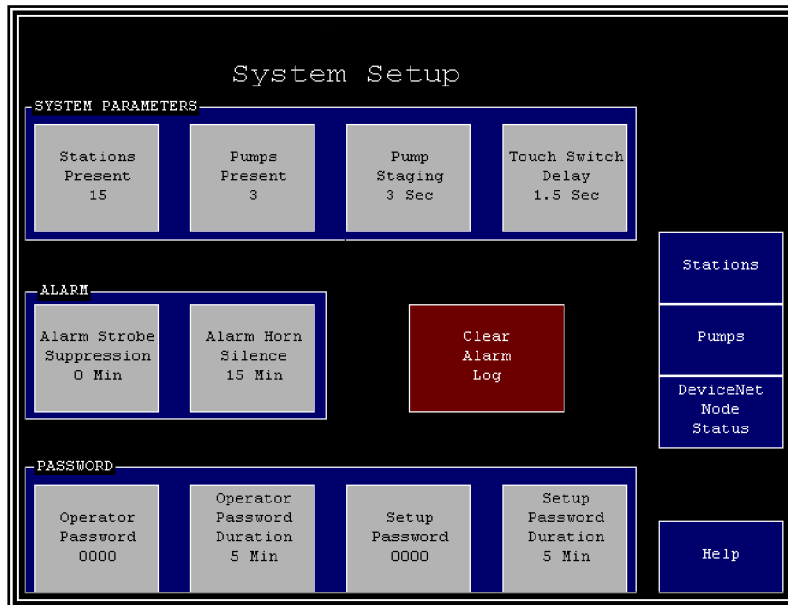 System Setup
SYSTEM PARAMETERS
Stations
Present
15
Pumps
Present
3
Pump
Staging
3 Sec
Touch Switch
Delay
1.5 Sec
Stations
ALARM
Alarm Strobe
Suppression
0 Min
Alarm Horn
Silence
15 Min
Clear
Alarm
Log
Pumps
DeviceNet
Node
Status
PASSWORD
Operator
Password
0000
Operator
Password
Duration
5 Min
Setup
Password
0000
Setup
Password
Duration
5 Min
Help